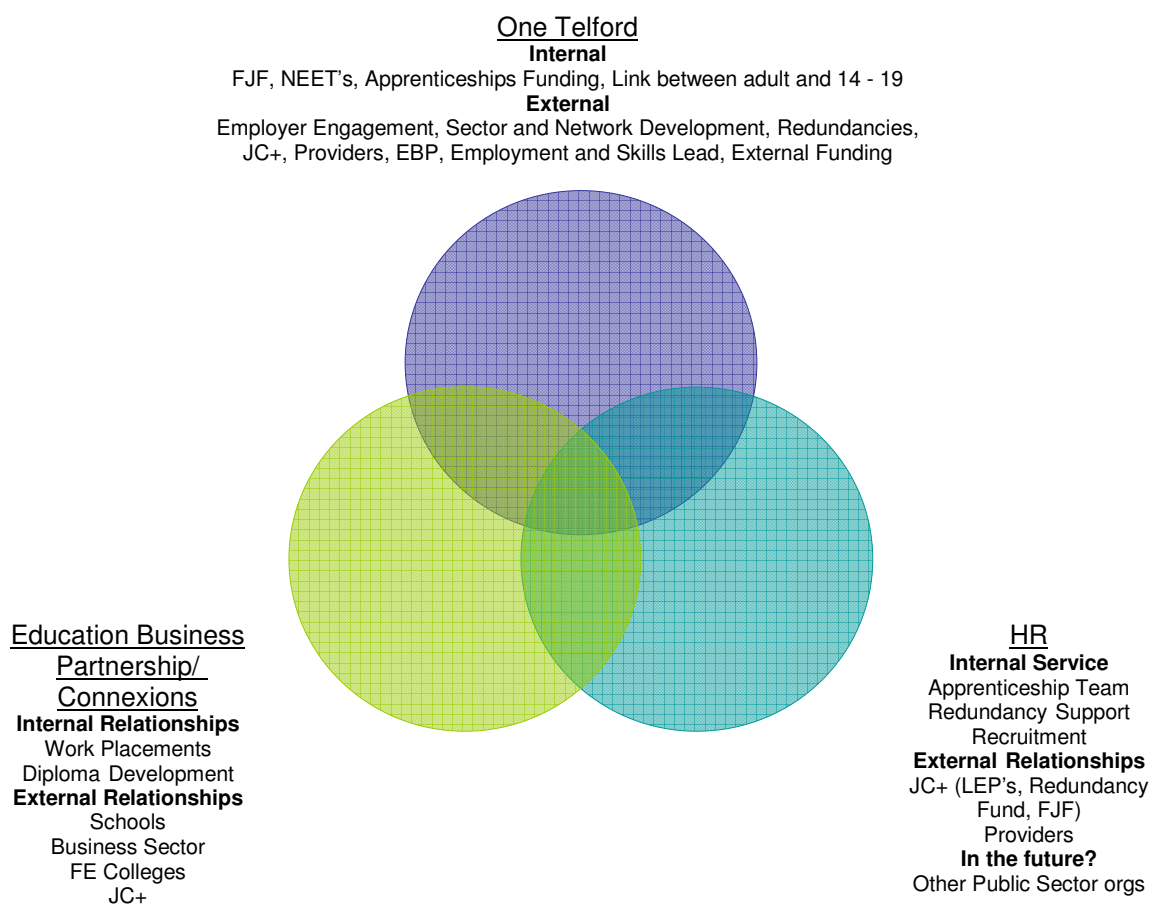 One Telford
Internal
FJF, NEET's, Apprenticeships Funding, Link between adult and 14 - 19
External
Employer Engagement, Sector and Network Development, Redundancies,
JC+, Providers, EBP, Employment and Skills Lead, External Funding
Education Business
Partnership/
Connexions
Internal Relationships
Work Placements
Diploma Development
External Relationships
Schools
Business Sector
FE Colleges
JC+
HR
Internal Service
Apprenticeship Team
Redundancy Support
Recruitment
External Relationships
JC+ (LEP's, Redundancy
Fund, FJF)
Providers
In the future?
Other Public Sector orgs